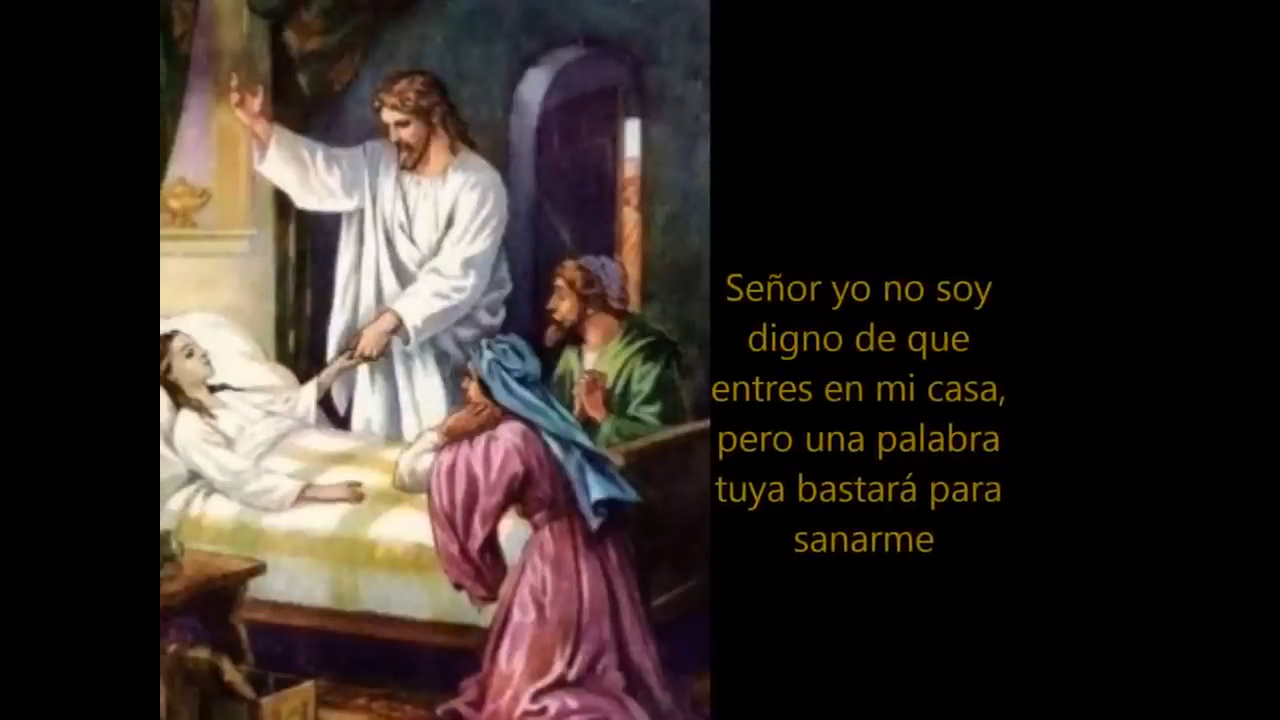 Señor yo no soy
digno de que
entres en mi casa,
pero una palabra
tuya bastará para
sanarme